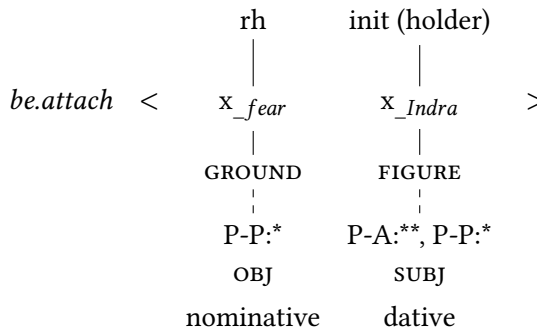 rh init (holder)
be.attach < x_fear x_Indra >
GROUND FIGURE
P-P:* P-A:**, P-P:*
OBJ SUBJ
nominative dative